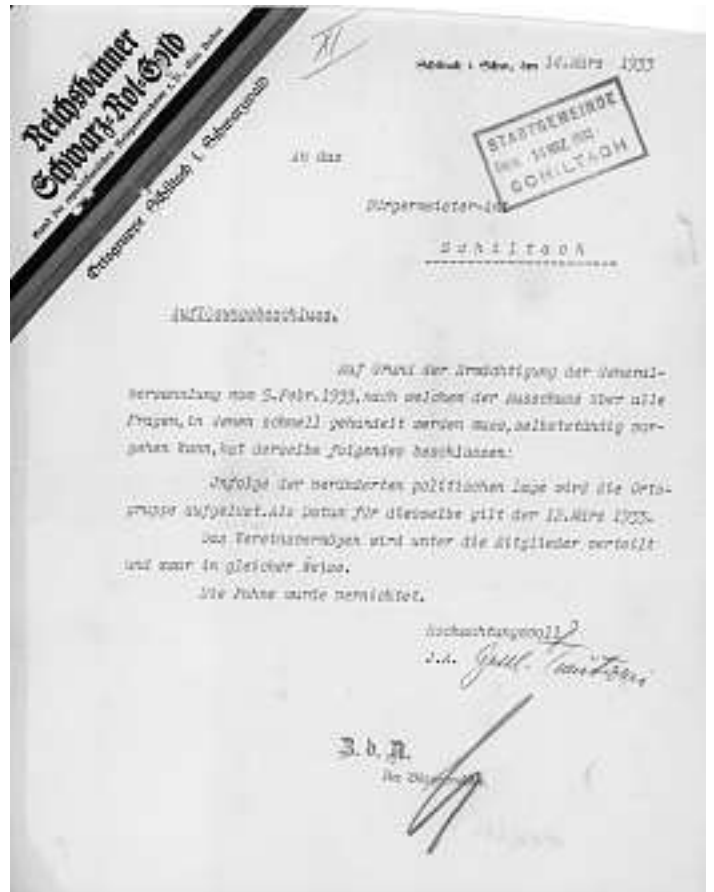 Reichsbanner
Schwarz-Rot-Gold
Ortsgruppe Schiltach i. Schwarzwald
XI
Schiltach i. Schw., den 14.März 1933
STADTGEMEINDE
SCHILTACH
An das
Bürgermeister-Amt
Schiltach
Auflösungsbeschluss.
Auf Grund der Ermächtigung der General-
versammlung vom 5.Febr.1933,nach welchem der Ausschuss über alle
Fragen,in denen schnell gehandelt werden muss,selbstständig vor-
gehen kann,hat derselbe folgendes beschlossen:
Infolge der veränderten politischen Lage wird die Orts-
gruppe aufgelöst.Als Datum für dieselbe gilt der 12.März 1933.
Das Vereinsvermögen wird unter die Mitglieder verteilt
und zwar in gleicher Weise.
Die Fahne wurde vernichtet.
Hochachtungsvoll
J.A.
Z. d. A.
Der Bürgermeister